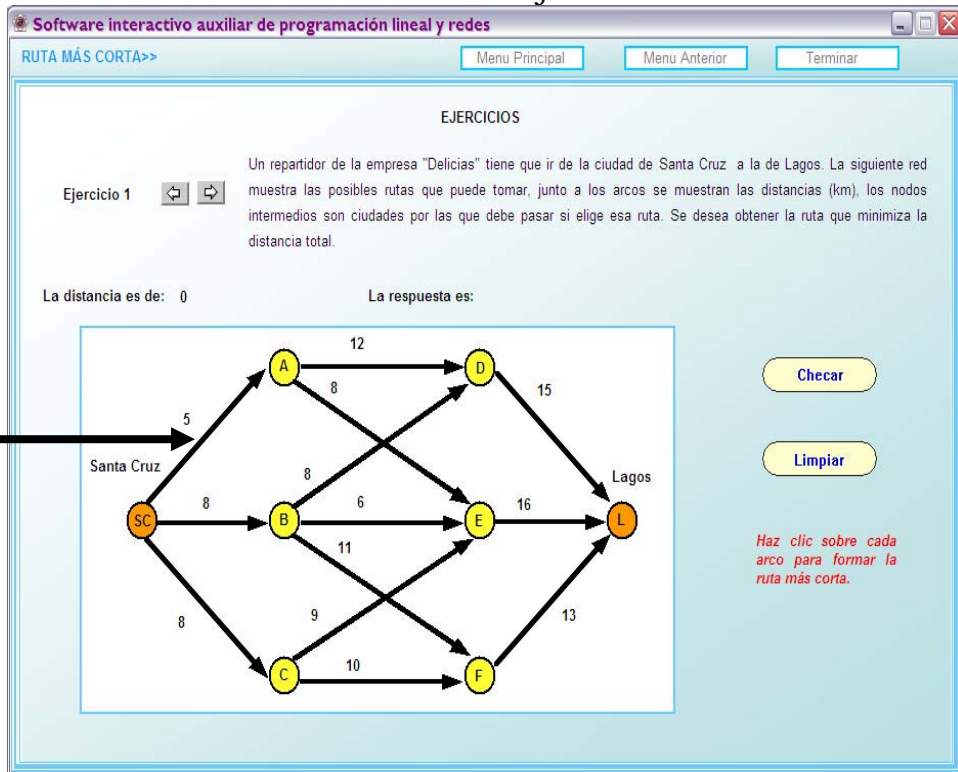 Software interactivo auxiliar de programación lineal y redes
RUTA MÁS CORTA>>
Menu Principal
Menu Anterior
Terminar
EJERCICIOS
Ejercicio 1
Un repartidor de la empresa "Delicias" tiene que ir de la ciudad de Santa Cruz a la de Lagos. La siguiente red
muestra las posibles rutas que puede tomar, junto a los arcos se muestran las distancias (km), los nodos
intermedios son ciudades por las que debe pasar si elige esa ruta. Se desea obtener la ruta que minimiza la
distancia total.
La distancia es de: 0
La respuesta es:
12
A
D
8
15
5
Santa Cruz
8
Lagos
8
6
16
SC
B
E
L
11
8
9
13
10
C
F
Checar
Limpiar
Haz clic sobre cada
arco para formar la
ruta más corta.